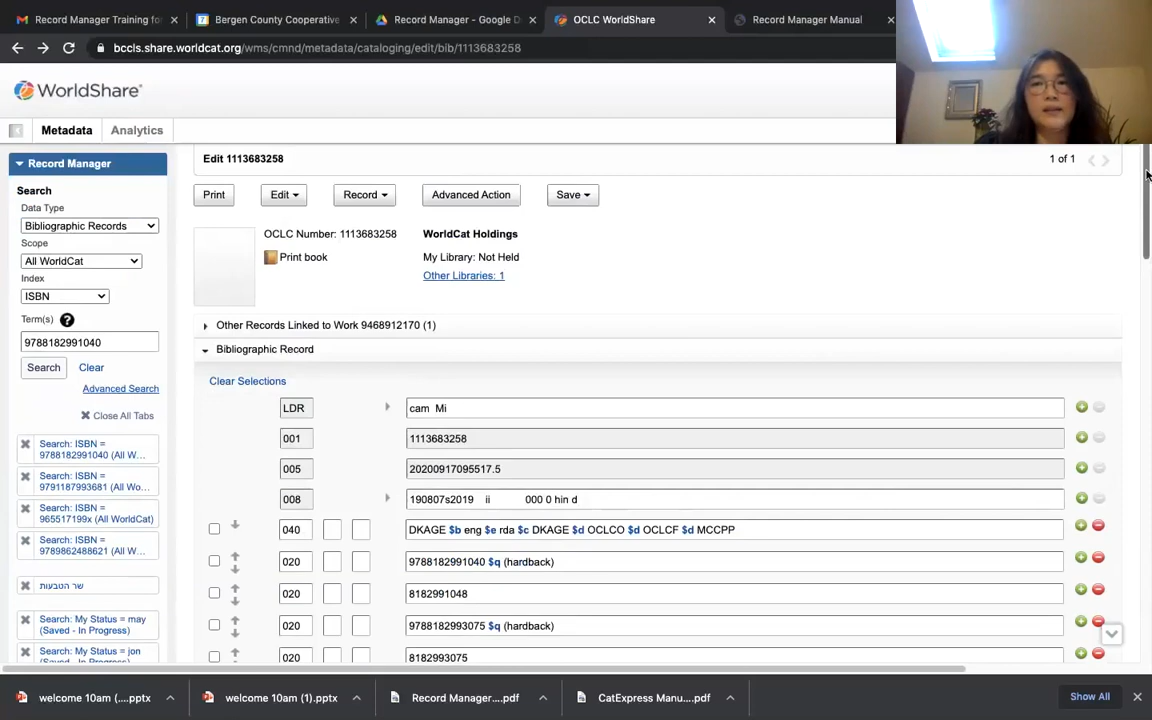 Record Manager Training fo
Bergen County Cooperative
Record Manager - Google D
OCLC WorldShare
Record Manager Manual
bccls.share.worldcat.org/wms/cmnd/metadata/cataloging/edit/bib/1113683258
WorldShare
Metadata
Analytics
Record Manager
Search
Data Type
Bibliographic Records
Scope
All WorldCat
Index
ISBN
Term(s)
9788182991040
Search
Clear
Advanced Search
Close All Tabs
Search: ISBN =
9788182991040 (All W...
Search: ISBN =
9791187993681 (All Wo...
Search: ISBN =
965517199x (All WorldCat)
Search: ISBN =
9789862488621 (All W...
שר הטבעות
Search: My Status = may
(Saved - In Progress)
Search: My Status = jon
(Saved - In Progress)
Edit 1113683258
1 of 1
Print
Edit
Record
Advanced Action
Save
OCLC Number: 1113683258
Print book
WorldCat Holdings
My Library: Not Held
Other Libraries: 1
Other Records Linked to Work 9468912170 (1)
Bibliographic Record
Clear Selections
LDR cam Mi
001 1113683258
005 20200917095517.5
008 190807s2019 ii 000 0 hin d
040 DKAGE $b eng $e rda $c DKAGE $d OCLCO $d OCLCF $d MCCPP
020 9788182991040 $q (hardback)
020 8182991048
020 9788182993075 $q (hardback)
020 8182993075
welcome 10am (....pptx
welcome 10am (1).pptx
Record Manager....pdf
CatExpress Manu....pdf
Show All